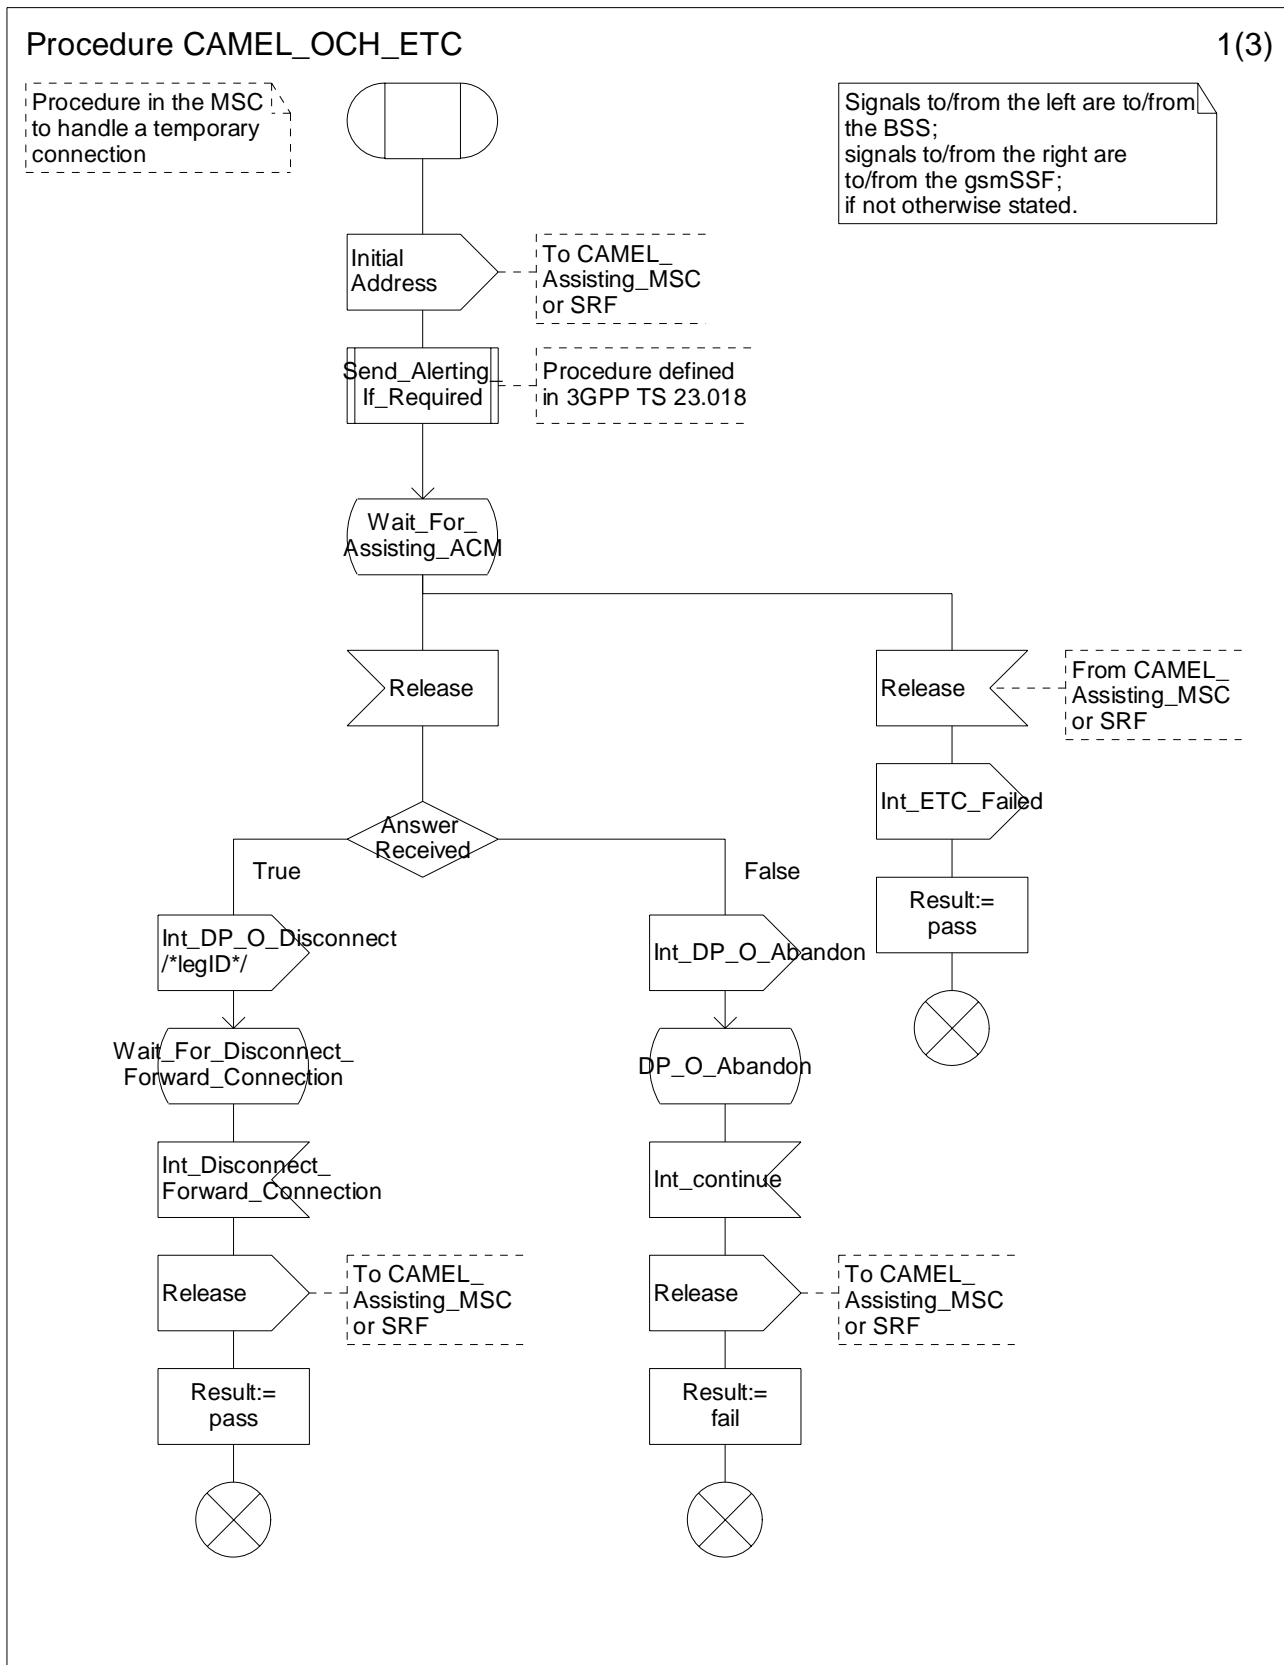 Procedure CAMEL_OCH_ETC
1(3)
Procedure in the MSC
to handle a temporary
connection
Signals to/from the left are to/from
the BSS;
signals to/from the right are
to/from the gsmSSF;
if not otherwise stated.
Initial
Address
To CAMEL_
Assisting_MSC
or SRF
Send_Alerting_
If_Required
Procedure defined
in 3GPP TS 23.018
Wait_For_
Assisting_ACM
Release
Release
From CAMEL_
Assisting_MSC
or SRF
Int_ETC_Failed
Answer
Received
True
False
Result:=
pass
Int_DP_O_Disconnect
/*legID*/
Int_DP_O_Abandon
Wait_For_Disconnect_
Forward_Connection
DP_O_Abandon
Int_Disconnect_
Forward_Connection
Int_continue
Release
To CAMEL_
Assisting_MSC
or SRF
Release
To CAMEL_
Assisting_MSC
or SRF
Result:=
pass
Result:=
fail